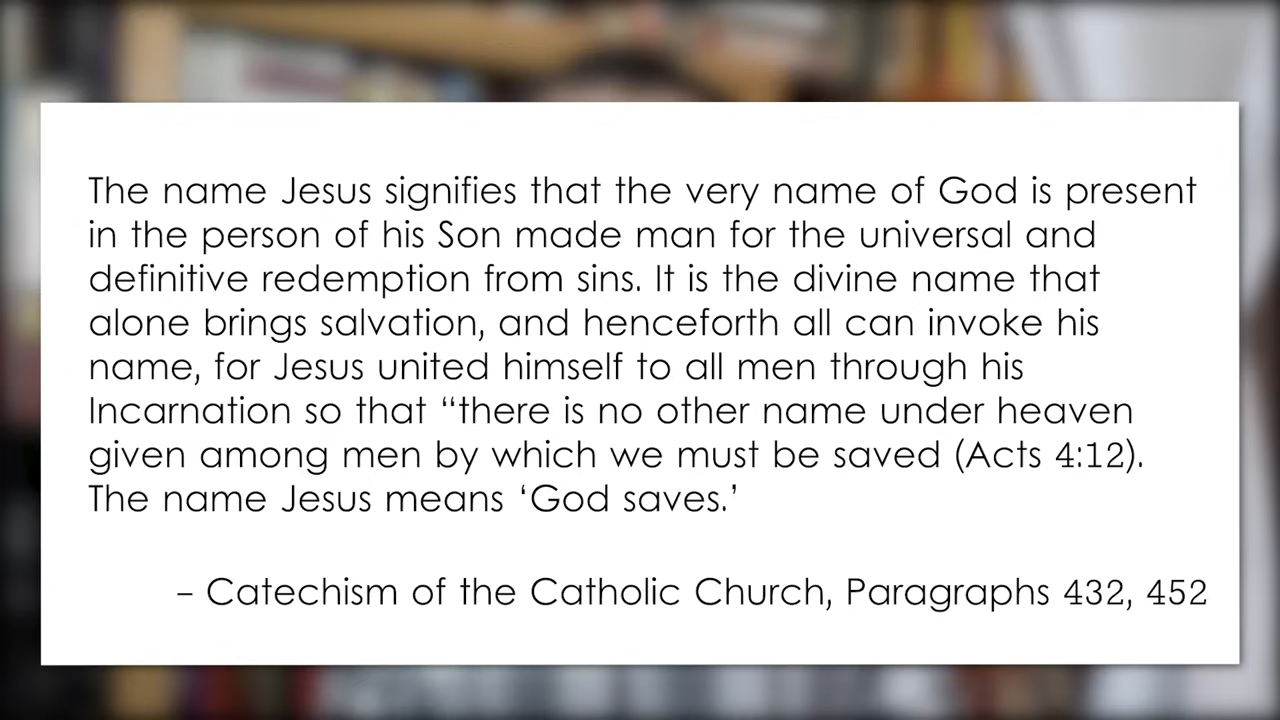 The name Jesus signifies that the very name of God is present
in the person of his Son made man for the universal and
definitive redemption from sins. It is the divine name that
alone brings salvation, and henceforth all can invoke his
name, for Jesus united himself to all men through his
Incarnation so that “there is no other name under heaven
given among men by which we must be saved (Acts 4:12).
The name Jesus means ‘God saves.’
– Catechism of the Catholic Church, Paragraphs 432, 452